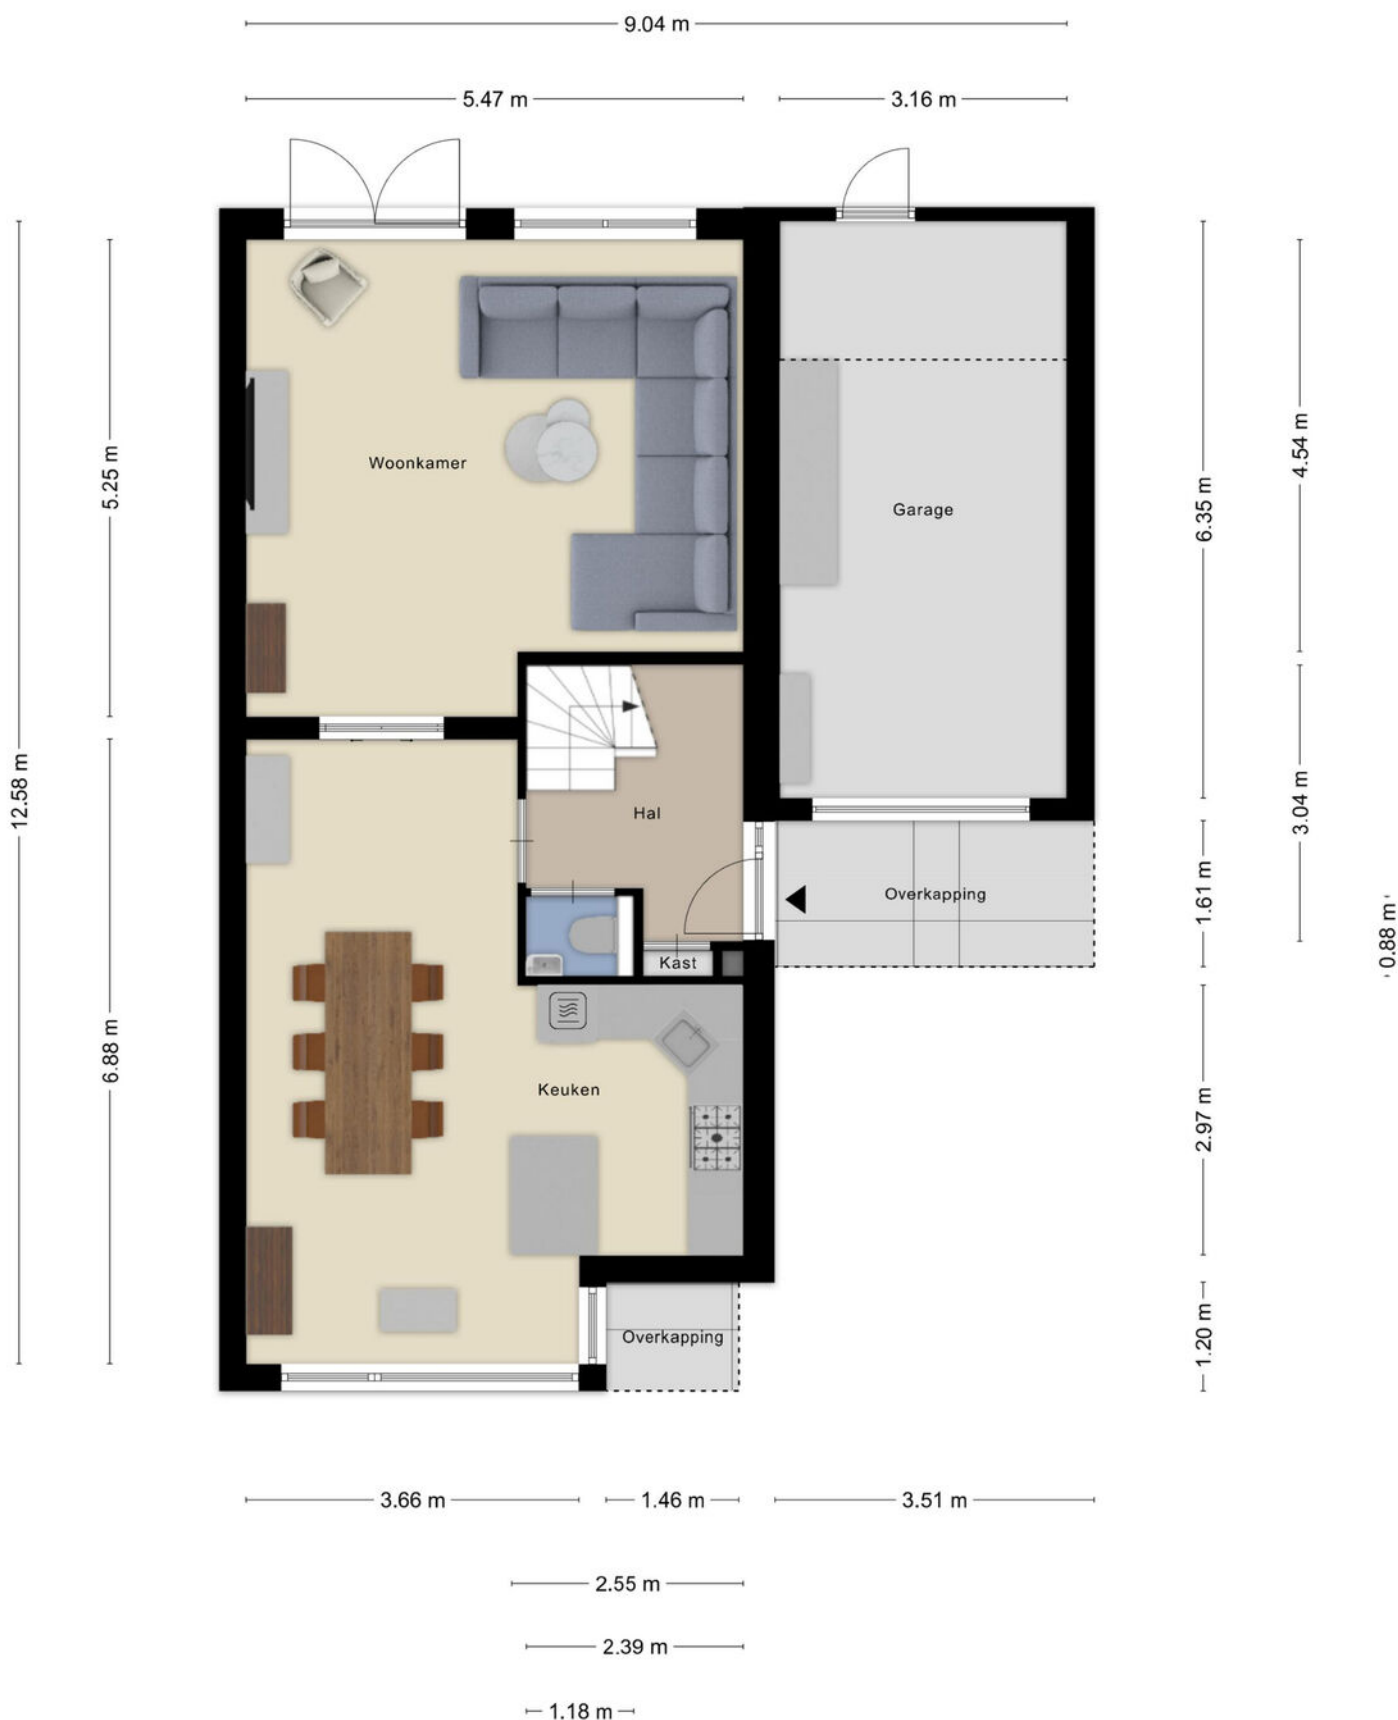 9.04 m
5.47 m
3.16 m
Woonkamer
Garage
5.25 m
4.54 m
6.35 m
12.58 m
Hal
3.04 m
Overkapping
1.61 m
0.88 m
Kast
6.88 m
Keuken
2.97 m
Overkapping
1.20 m
3.66 m
1.46 m
3.51 m
2.55 m
2.39 m
1.18 m